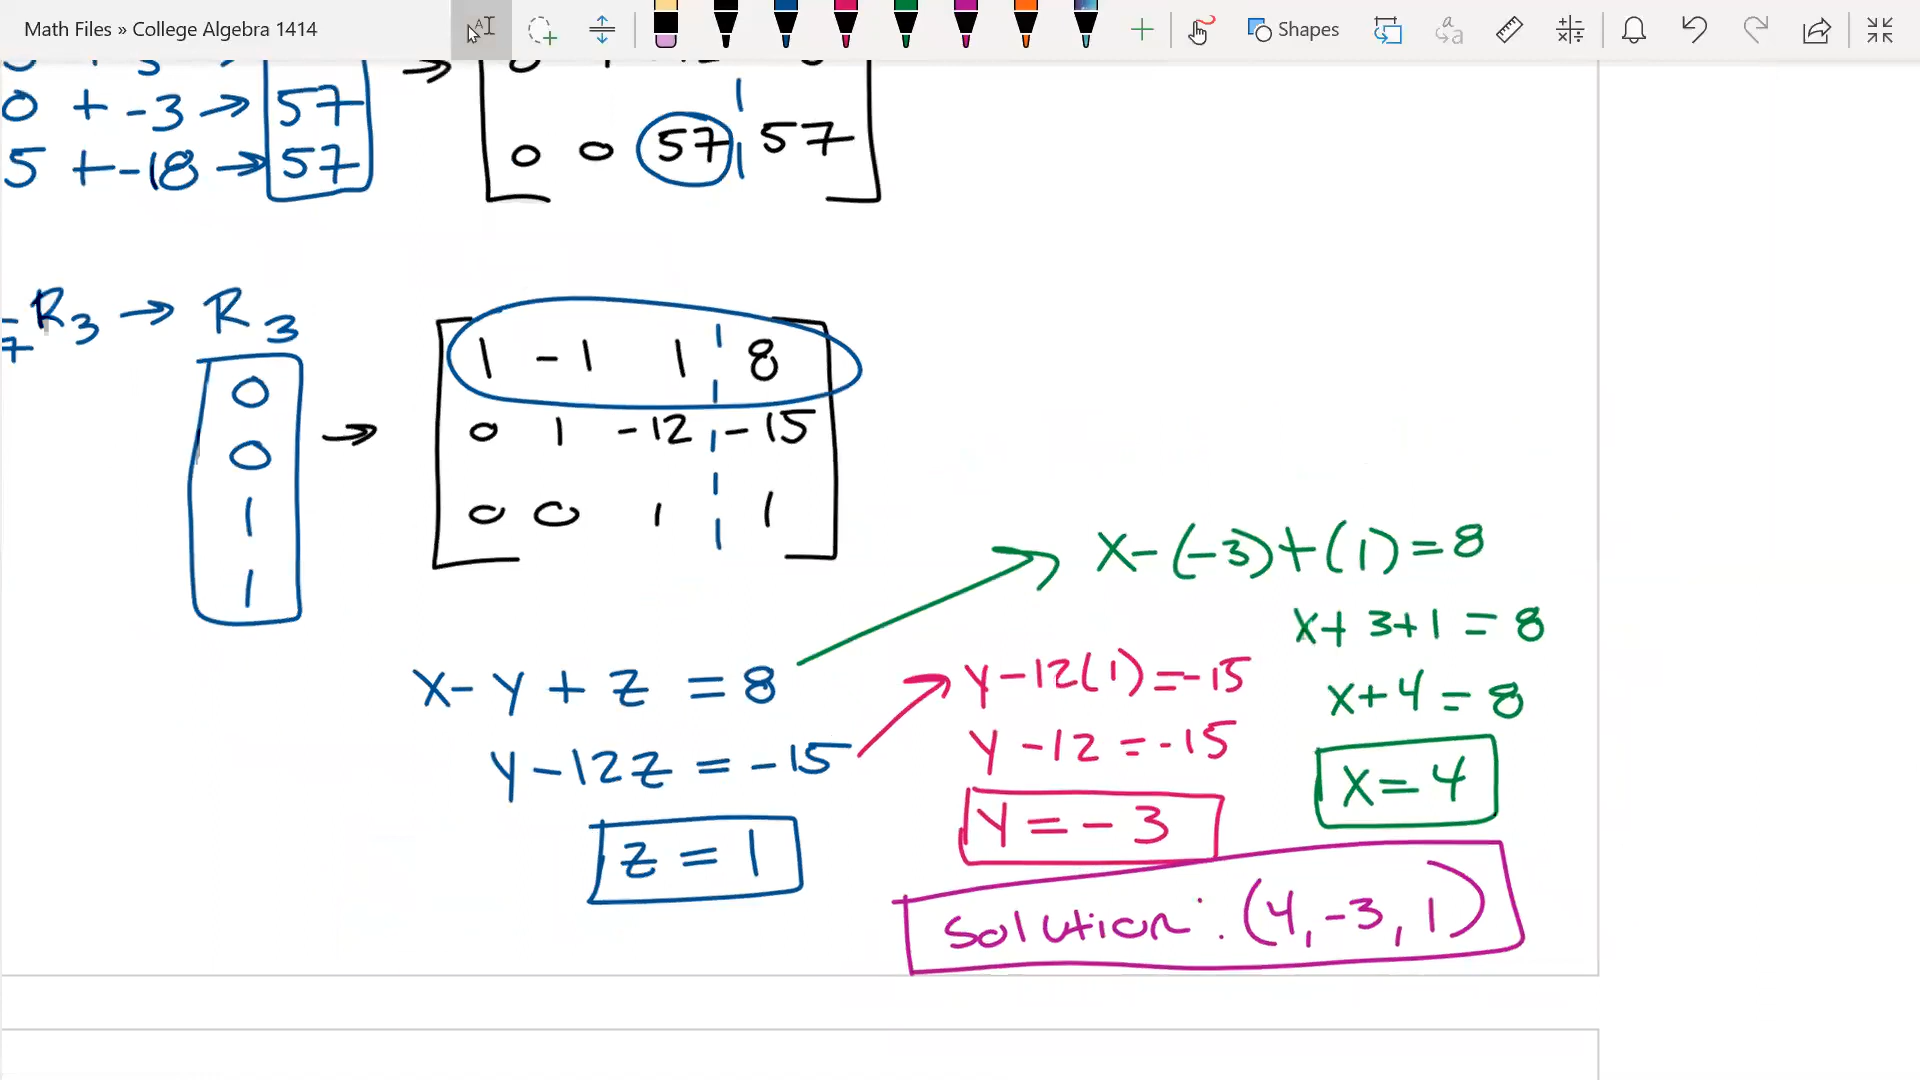 Math Files » College Algebra 1414
Shapes
0 + -3 → 57
5 + -18 → 57
→
0 0 57 57
R3 → R3
0
0
1
1
→
1 -1 1 8
0 1 -12 -15
0 0 1 1
x - y + z = 8
y - 12z = -15
z = 1
y - 12(1) = -15
y - 12 = -15
y = -3
x - (-3) + (1) = 8
x + 3 + 1 = 8
x + 4 = 8
x = 4
Solution: (4, -3, 1)